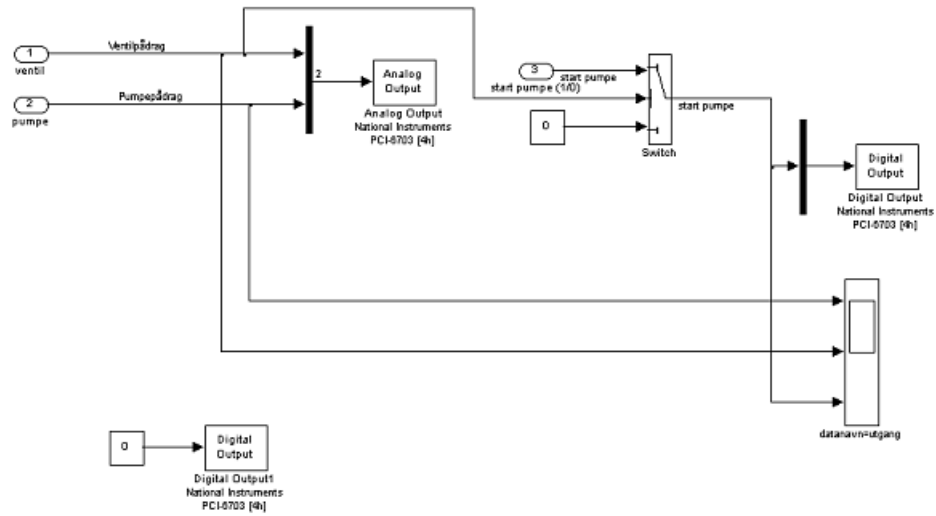 1
Ventilpådrag
ventil
2
Pumpepådrag
pumpe
2
Analog
Output
Analog Output
National Instruments
PCI-6703 [4h]
3
start pumpe
start pumpe (1/0)
0
start pumpe
Switch
Digital
Output
Digital Output
National Instruments
PCI-6703 [4h]
datanavn=utgang
0
Digital
Output
Digital Output1
National Instruments
PCI-6703 [4h]